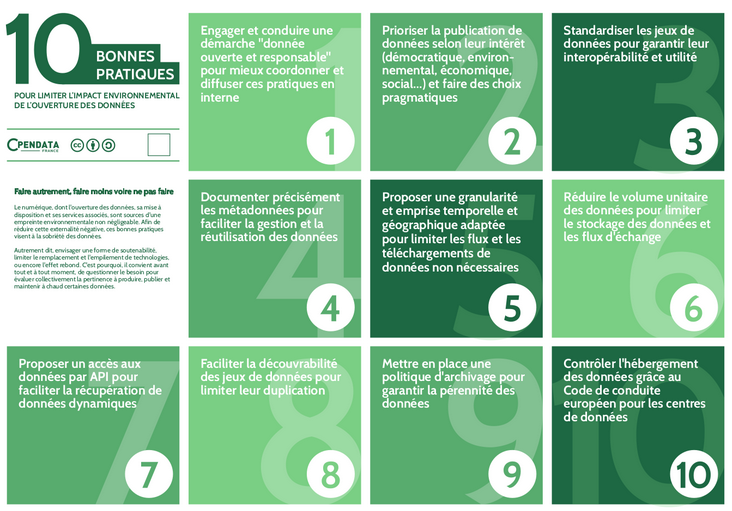 10 BONNES
PRATIQUES
POUR LIMITER L'IMPACT ENVIRONNEMENTAL
DE L'OUVERTURE DES DONNÉES
OPENDATA
FRANCE
cc
Faire autrement, faire moins voire ne pas faire
Le numérique, dont l'ouverture des données, sa mise à
disposition et ses services associés, sont sources d'une
empreinte environnementale non négligeable. Afin de
réduire cette externalité négative, ces bonnes pratiques
visent à la sobriété des données.
Autrement dit, envisager une forme de soutenabilité,
limiter le remplacement et l'empilement de technologies,
ou encore l'effet rebond. C'est pourquoi, il convient avant
tout et à tout moment, de questionner le besoin pour
évaluer collectivement la pertinence à produire, publier et
maintenir à chaud certaines données.
Engager et conduire une
démarche "donnée
ouverte et responsable"
pour mieux coordonner et
diffuser ces pratiques en
interne
1
Prioriser la publication de
données selon leur intérêt
(démocratique, environ-
nemental, économique,
social...) et faire des choix
pragmatiques
2
Standardiser les jeux de
données pour garantir leur
interopérabilité et utilité
3
Documenter précisément
les métadonnées pour
faciliter la gestion et la
réutilisation des données
4
Proposer une granularité
et emprise temporelle et
géographique adaptée
pour limiter les flux et les
téléchargements de
données non nécessaires
5
Réduire le volume unitaire
des données pour limiter
le stockage des données et
les flux d'échange
6
Proposer un accès aux
données par API pour
faciliter la récupération de
données dynamiques
7
Faciliter la découvrabilité
des jeux de données pour
limiter leur duplication
8
Mettre en place une
politique d'archivage pour
garantir la pérennité des
données
9
Contrôler l'hébergement
des données grâce au
Code de conduite
européen pour les centres
de données
10